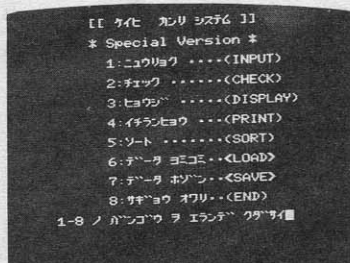 [[ ケイヒ カンリ システム ]]
* Special Version *
1:ニュウリョク ････(INPUT)
2:チェック ･･････(CHECK)
3:ヒョウジ ･･････(DISPLAY)
4:イチランヒョウ ････(PRINT)
5:ソート ･･･････(SORT)
6:データ ヨミコミ･･<LOAD>
7:データ ホゾン･･<SAVE>
8:サギョウ オワリ･･(END)
1-8 ノ バンゴウ ヲ エランデ クダサイ